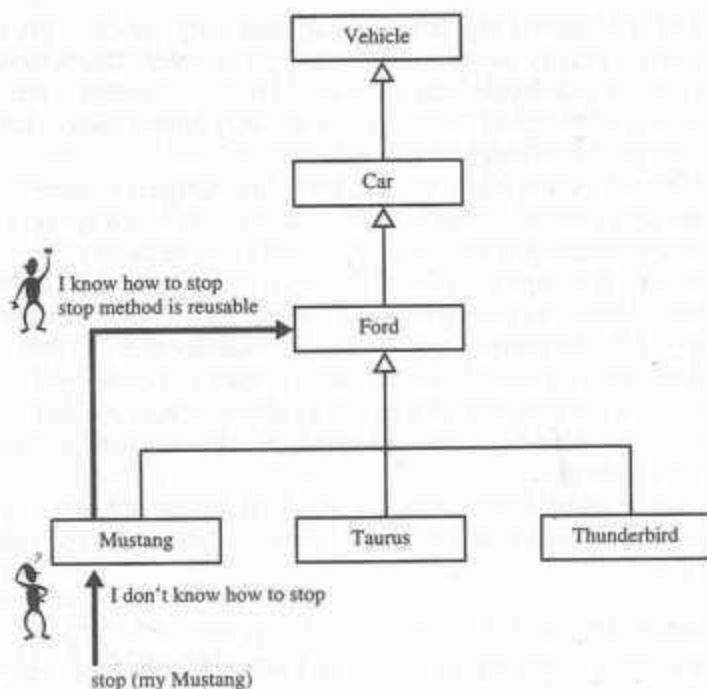 Vehicle
Car
I know how to stop
stop method is reusable
Ford
Mustang
Taurus
Thunderbird
?
I don't know how to stop
stop (my Mustang)